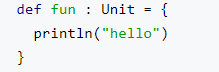 def fun : Unit = {
  println("hello")
}